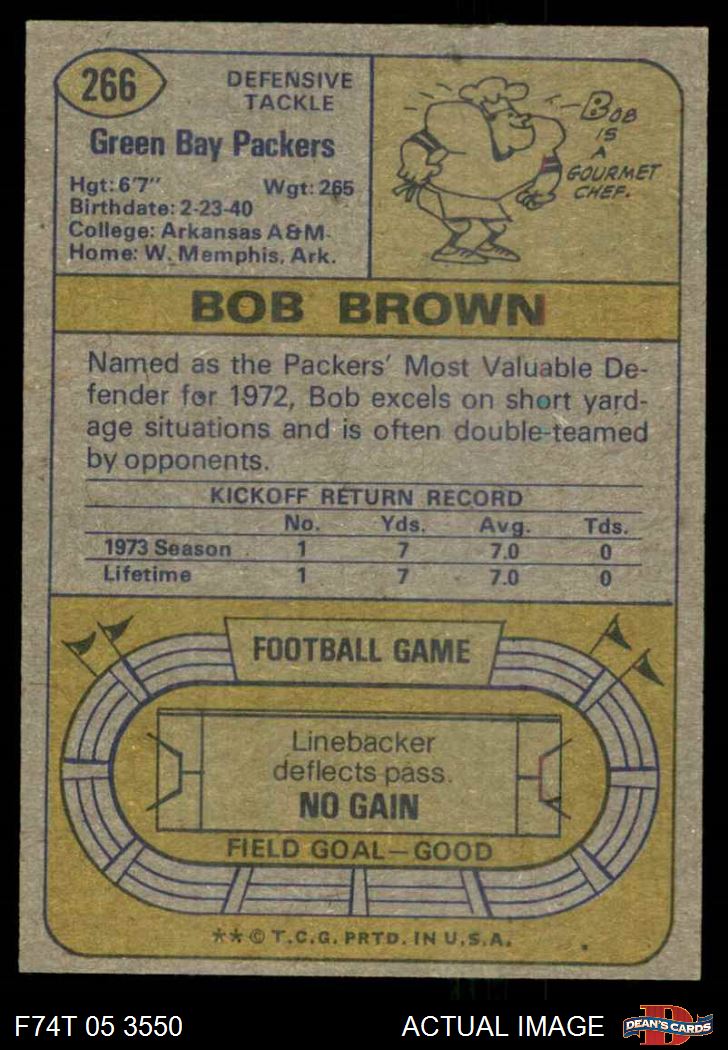 266
DEFENSIVE
TACKLE
Green Bay Packers
Hgt: 6'7" Wgt: 265
Birthdate: 2-23-40
College: Arkansas A&M
Home: W. Memphis, Ark.
BOB
IS
A
GOURMET
CHEF.
BOB BROWN
Named as the Packers' Most Valuable De-
fender for 1972, Bob excels on short yard-
age situations and is often double-teamed
by opponents.
KICKOFF RETURN RECORD
No. Yds. Avg. Tds.
1973 Season 1 7 7.0 0
Lifetime 1 7 7.0 0
FOOTBALL GAME
Linebacker
deflects pass.
NO GAIN
FIELD GOAL—GOOD
**© T.C.G. PRTD. IN U.S.A.
F74T 05 3550 ACTUAL IMAGE
D
DEAN'S CARDS